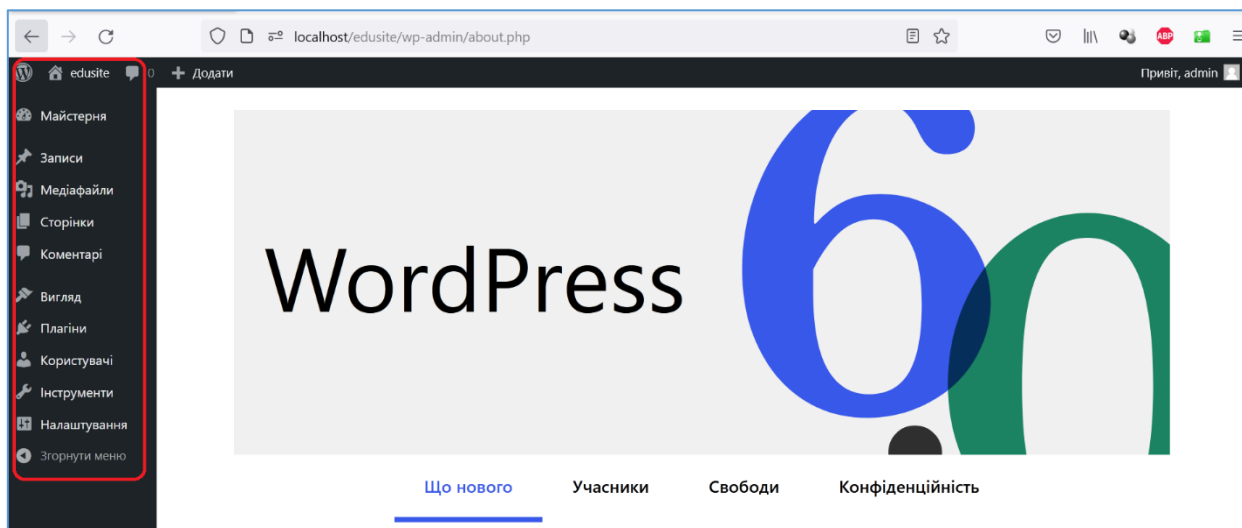 localhost/edusite/wp-admin/about.php
ABP
edusite 0 Додати Привіт, admin
Майстерня
Записи
Медіафайли
Сторінки
Коментарі
Вигляд
Плагіни
Користувачі
Інструменти
Налаштування
Згорнути меню
WordPress
6.0
Що нового Учасники Свободи Конфіденційність